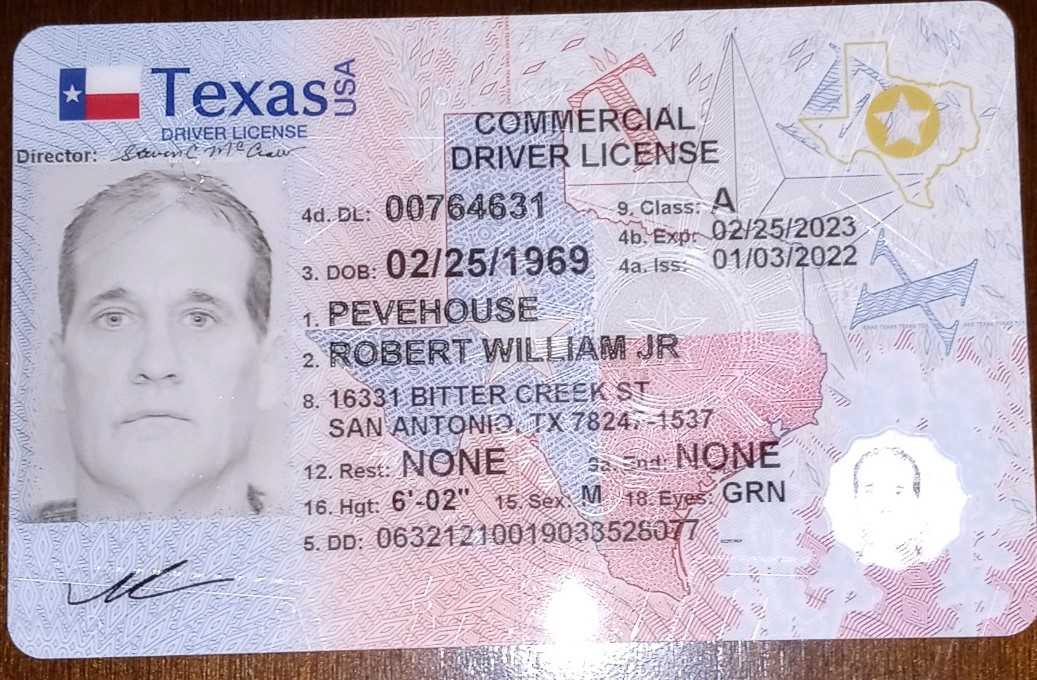 Texas USA
DRIVER LICENSE
Director:
COMMERCIAL
DRIVER LICENSE
4d. DL: 00764631
9. Class: A
4b. Exp: 02/25/2023
3. DOB: 02/25/1969
4a. Iss: 01/03/2022
1. PEVEHOUSE
2. ROBERT WILLIAM JR
8. 16331 BITTER CREEK ST
SAN ANTONIO, TX -1537
12. Rest: NONE
9a. End: NONE
16. Hgt: 6'-02" 15. Sex: M 18. Eyes: GRN
5. DD: